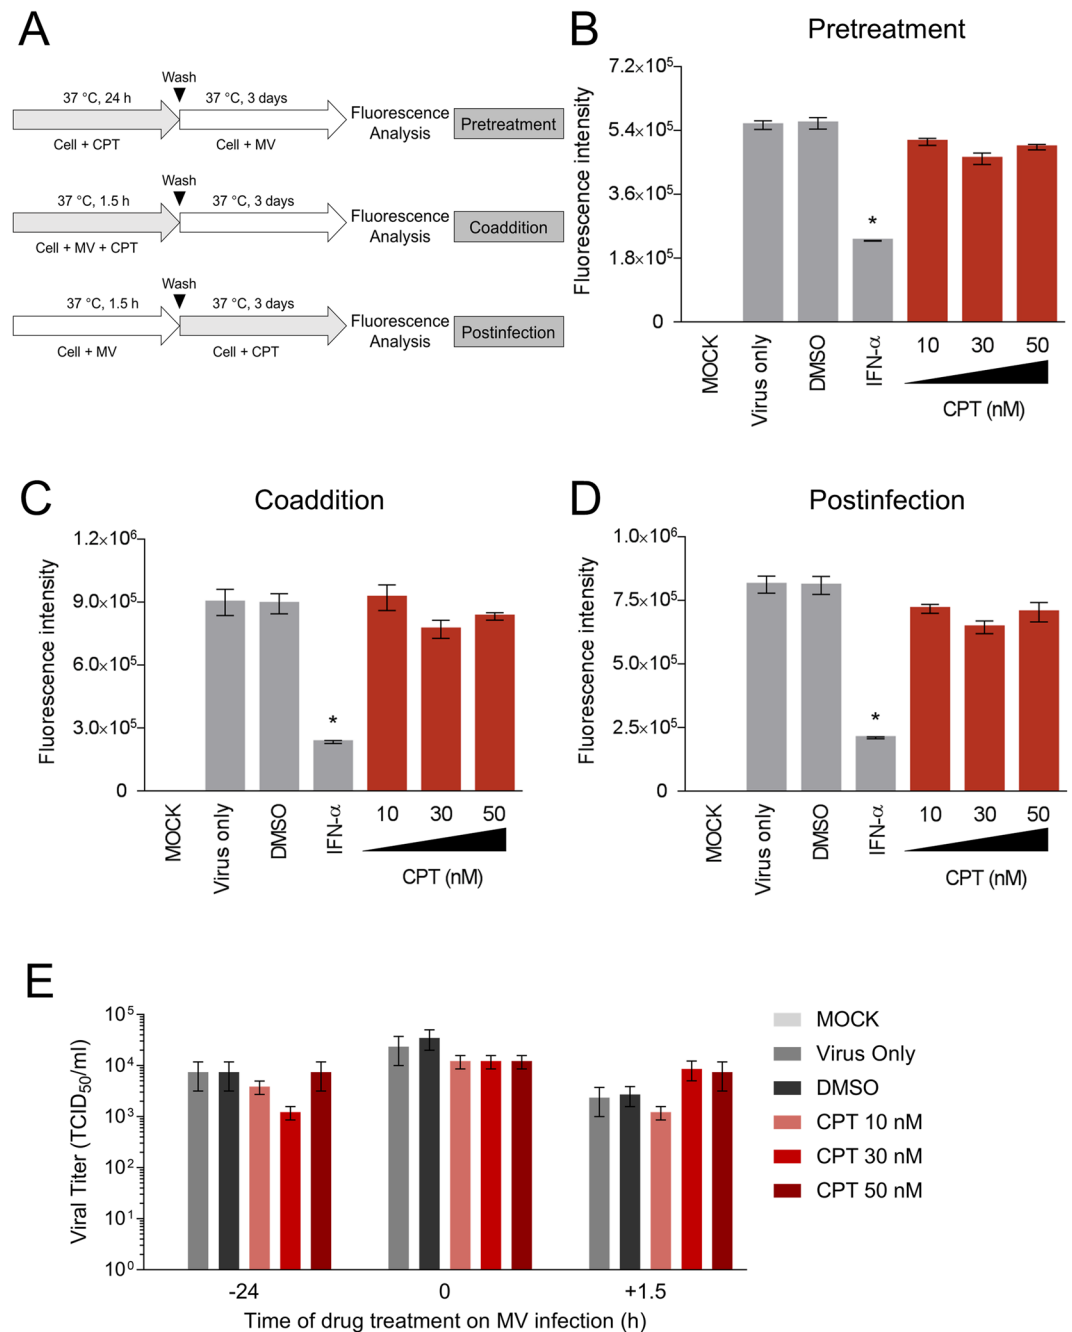 A
Wash
37 °C, 24 h
37 °C, 3 days
Cell + CPT
Cell + MV
Fluorescence
Analysis
Pretreatment
Wash
37 °C, 1.5 h
37 °C, 3 days
Cell + MV + CPT
Fluorescence
Analysis
Coaddition
Wash
37 °C, 1.5 h
37 °C, 3 days
Cell + MV
Cell + CPT
Fluorescence
Analysis
Postinfection
B
Pretreatment
Fluorescence intensity
7.2×10⁵
5.4×10⁵
3.6×10⁵
1.8×10⁵
0
*
MOCK
Virus only
DMSO
IFN-α
10 30 50
CPT (nM)
C
Coaddition
Fluorescence intensity
1.2×10⁶
9.0×10⁵
6.0×10⁵
3.0×10⁵
0
*
MOCK
Virus only
DMSO
IFN-α
10 30 50
CPT (nM)
D
Postinfection
Fluorescence intensity
1.0×10⁶
7.5×10⁵
5.0×10⁵
2.5×10⁵
0
*
MOCK
Virus only
DMSO
IFN-α
10 30 50
CPT (nM)
E
Viral Titer (TCID₅₀/ml)
10⁵
10⁴
10³
10²
10¹
10⁰
-24 0 +1.5
Time of drug treatment on MV infection (h)
MOCK
Virus Only
DMSO
CPT 10 nM
CPT 30 nM
CPT 50 nM